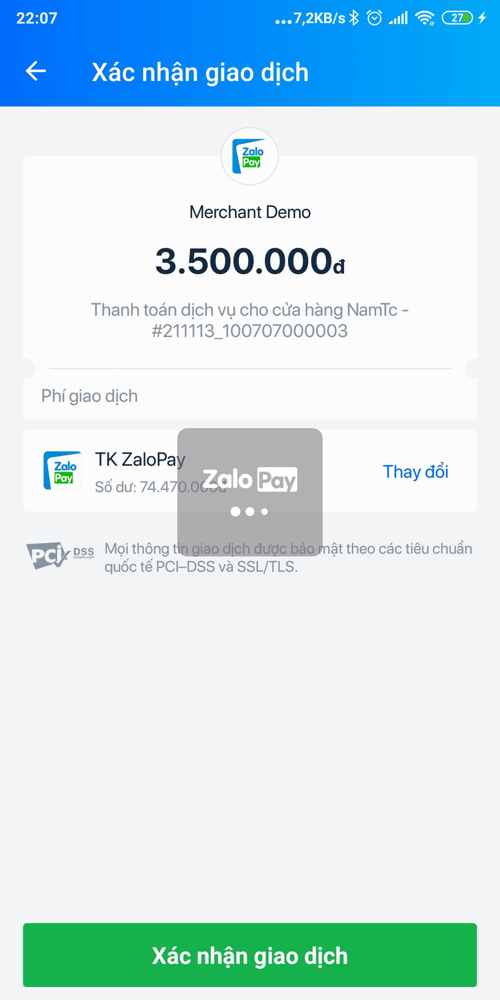 22:07
...7,2KB/s
27
Xác nhận giao dịch
Zalo
Pay
Merchant Demo
3.500.000đ
Thanh toán dịch vụ cho cửa hàng NamTc -
#211113_100707000003
Phí giao dịch
Zalo
Pay
TK ZaloPay
Số dư: 74.470.000đ
Thay đổi
Zalo Pay
PCI DSS
COMPLIANT
Mọi thông tin giao dịch được bảo mật theo các tiêu chuẩn
quốc tế PCI–DSS và SSL/TLS.
Xác nhận giao dịch